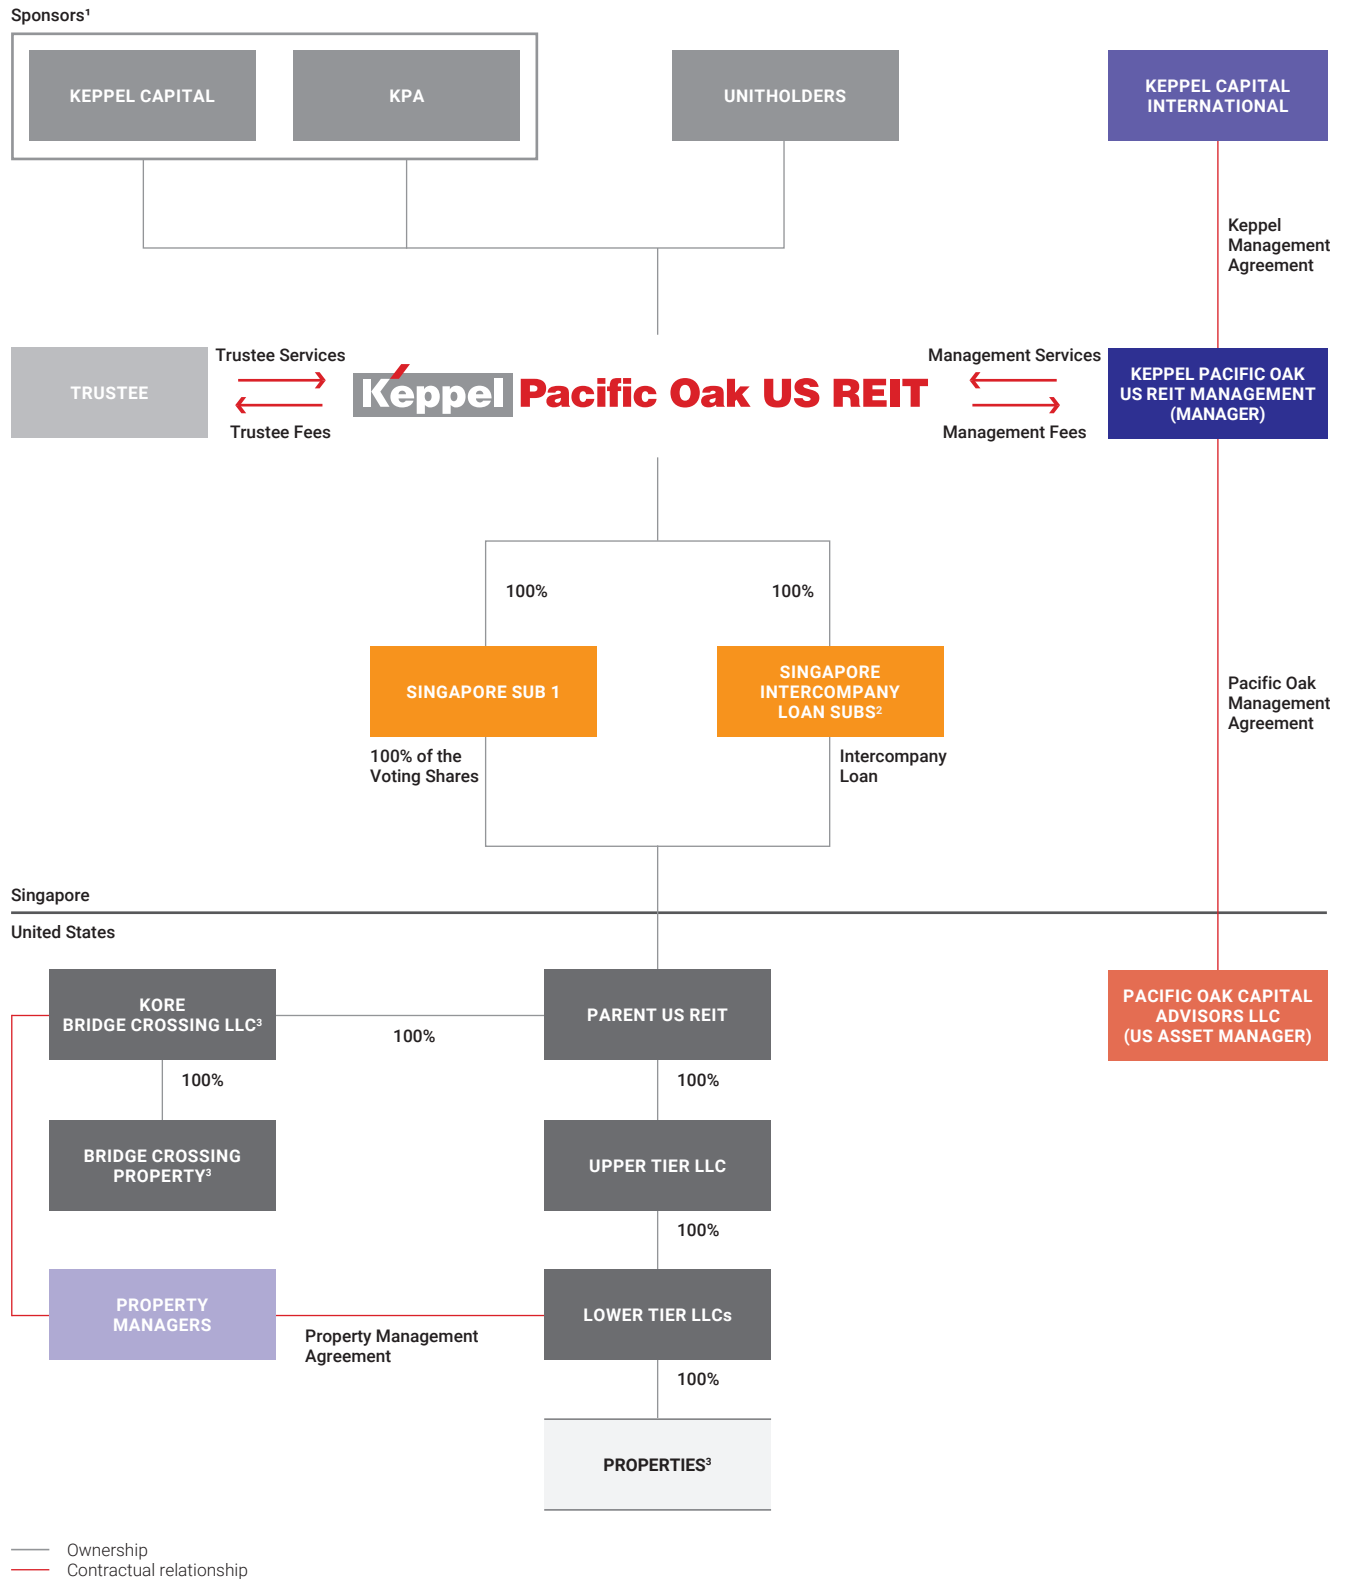 Sponsors¹
KEPPEL CAPITAL
KPA
UNITHOLDERS
KEPPEL CAPITAL
INTERNATIONAL
Keppel
Management
Agreement
TRUSTEE
Trustee Services
Trustee Fees
Keppel Pacific Oak US REIT
Management Services
Management Fees
KEPPEL PACIFIC OAK
US REIT MANAGEMENT
(MANAGER)
100%
100%
SINGAPORE SUB 1
SINGAPORE
INTERCOMPANY
LOAN SUBS²
100% of the
Voting Shares
Intercompany
Loan
Pacific Oak
Management
Agreement
Singapore
United States
KORE
BRIDGE CROSSING LLC³
100%
PARENT US REIT
PACIFIC OAK CAPITAL
ADVISORS LLC
(US ASSET MANAGER)
100%
100%
BRIDGE CROSSING
PROPERTY³
UPPER TIER LLC
100%
PROPERTY
MANAGERS
Property Management
Agreement
LOWER TIER LLCs
100%
PROPERTIES³
Ownership
Contractual relationship